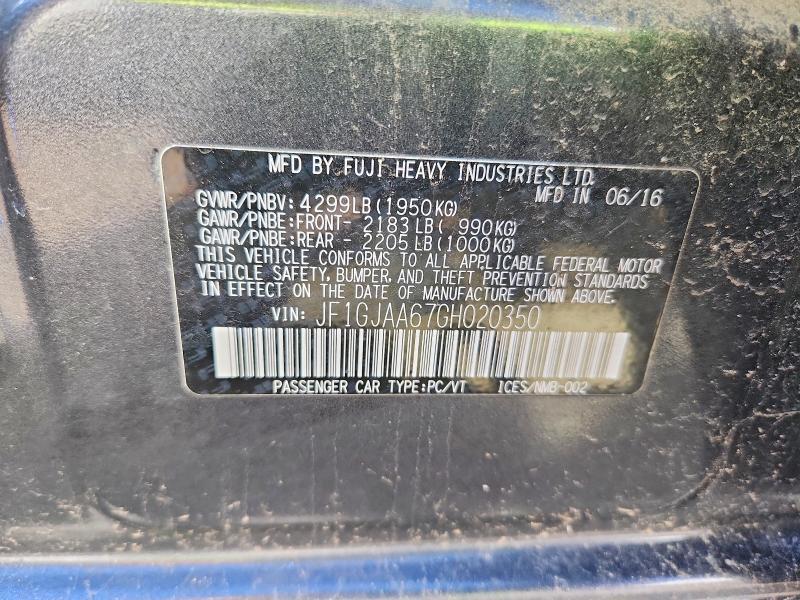 MFD BY FUJI HEAVY INDUSTRIES LTD.
MFD IN 06/16
GVWR/PNBV: 4299LB(1950KG)
GAWR/PNBE:FRONT- 2183LB( 990KG)
GAWR/PNBE:REAR - 2205LB(1000KG)
THIS VEHICLE CONFORMS TO ALL APPLICABLE FEDERAL MOTOR
VEHICLE SAFETY, BUMPER, AND THEFT PREVENTION STANDARDS
IN EFFECT ON THE DATE OF MANUFACTURE SHOWN ABOVE.
VIN: JF1GJAA67GH020350
PASSENGER CAR TYPE:PC/VT ICES/NMB-002